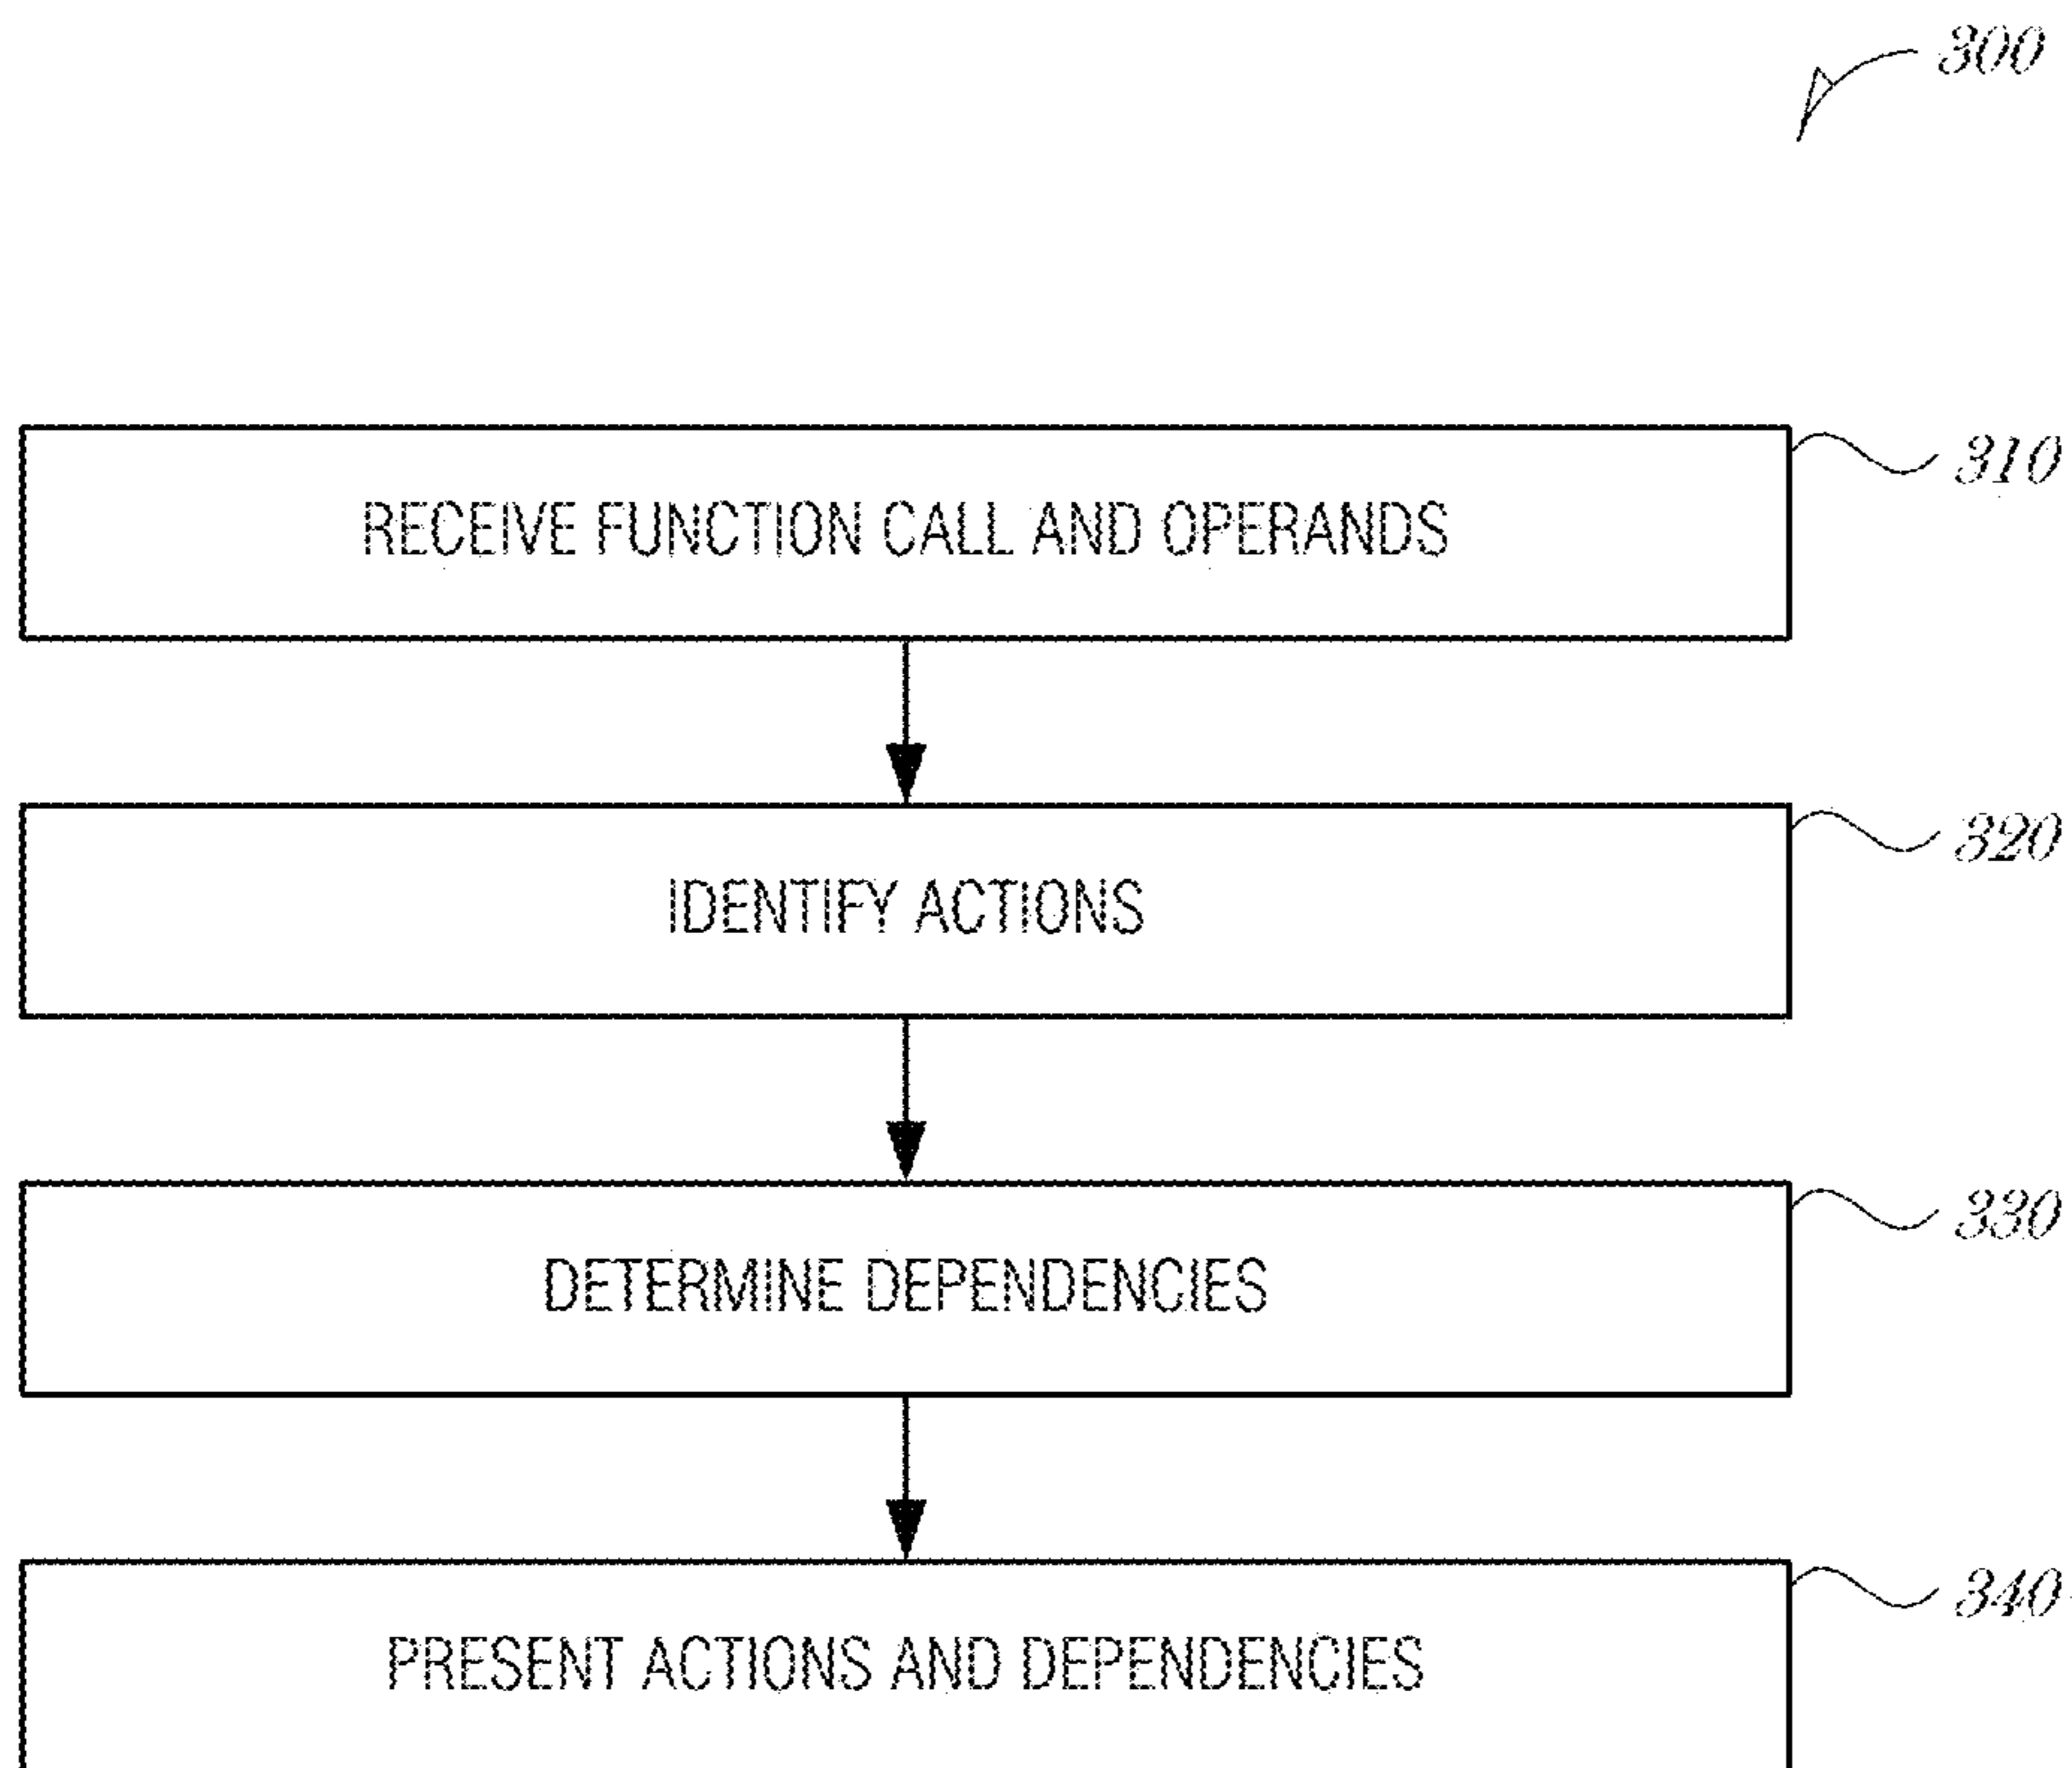 300
RECEIVE FUNCTION CALL AND OPERANDS
310
IDENTIFY ACTIONS
320
DETERMINE DEPENDENCIES
330
PRESENT ACTIONS AND DEPENDENCIES
340